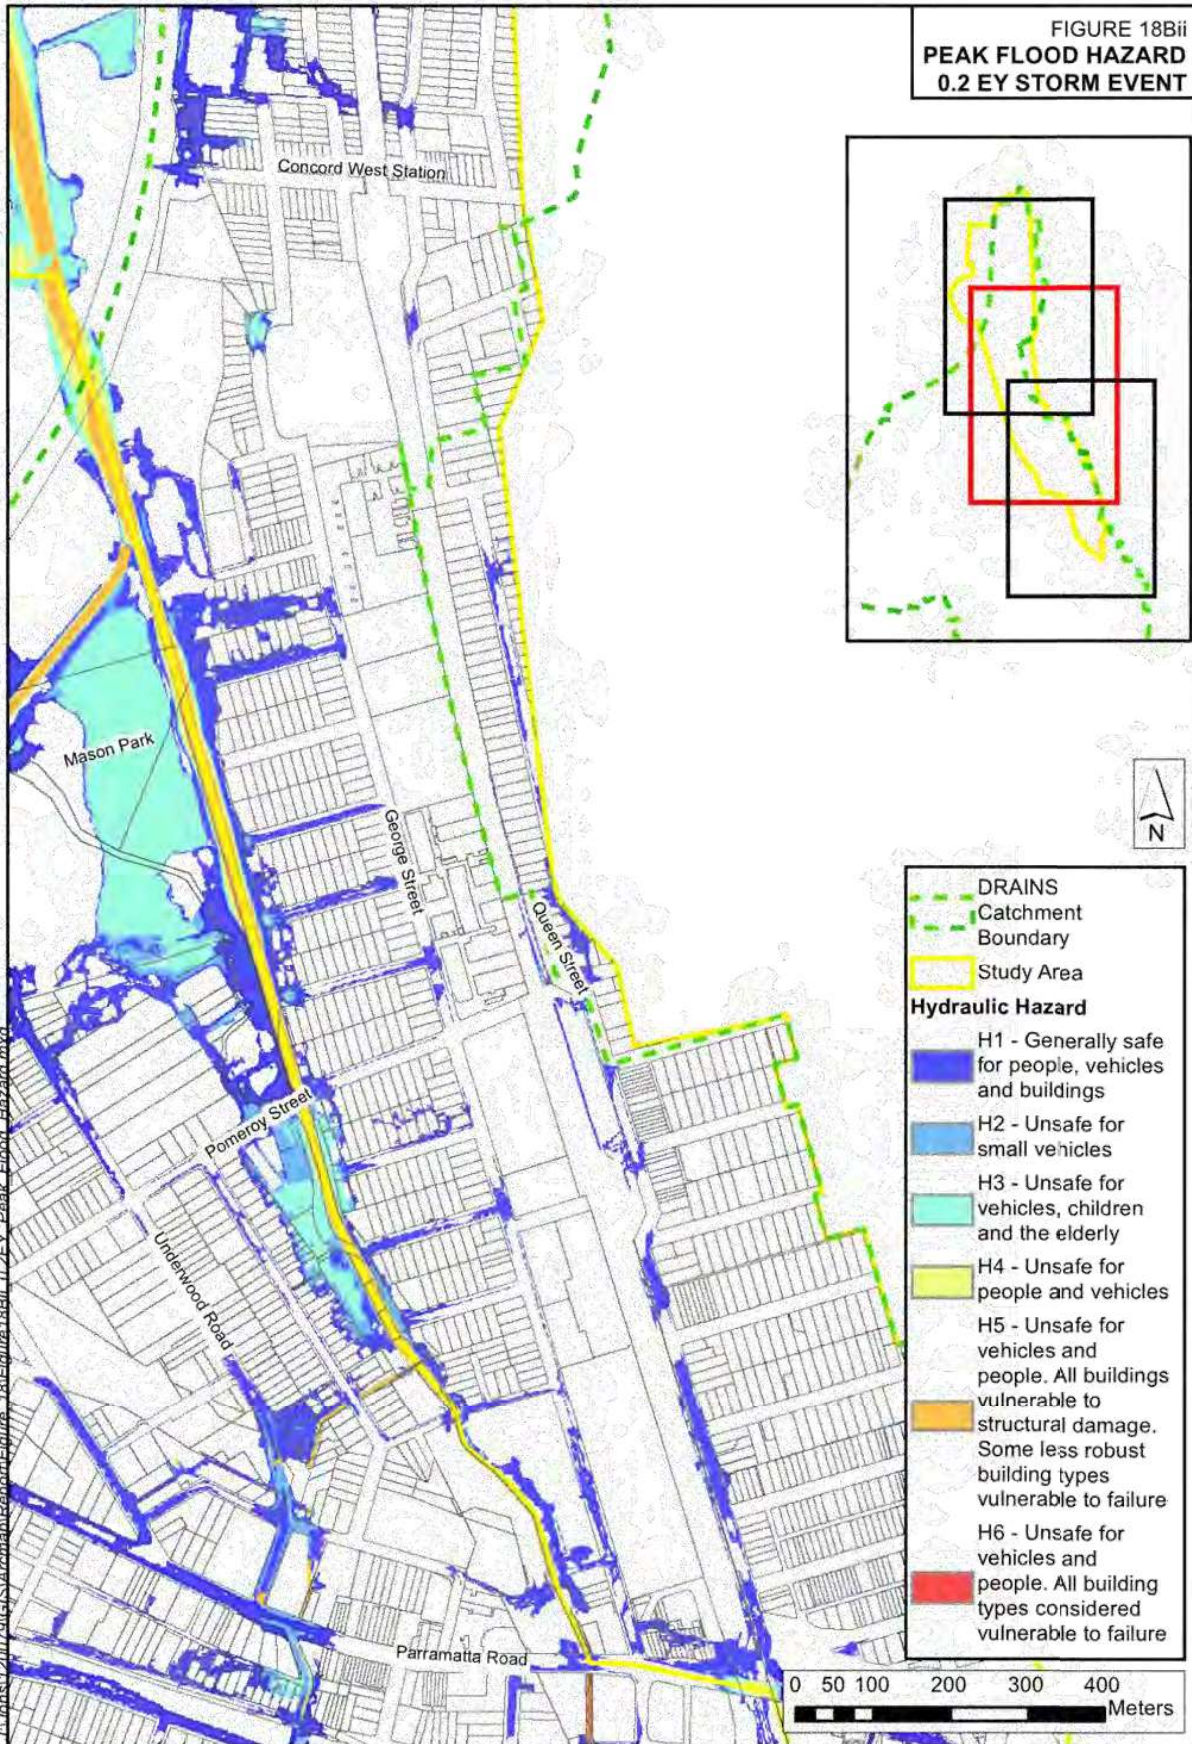 FIGURE 18Bii
PEAK FLOOD HAZARD
0.2 EY STORM EVENT
Concord West Station
Mason Park
George Street
Queen Street
Pomeroy Street
Underwood Road
Parramatta Road
N
DRAINS
Catchment
Boundary
Study Area
Hydraulic Hazard
H1 - Generally safe
for people, vehicles
and buildings
H2 - Unsafe for
small vehicles
H3 - Unsafe for
vehicles, children
and the elderly
H4 - Unsafe for
people and vehicles
H5 - Unsafe for
vehicles and
people. All buildings
vulnerable to
structural damage.
Some less robust
building types
vulnerable to failure
H6 - Unsafe for
vehicles and
people. All building
types considered
vulnerable to failure
0 50 100 200 300 400
Meters